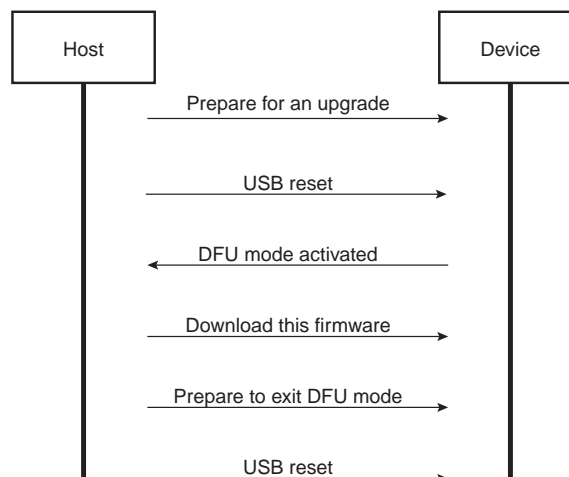 Host
Device
Prepare for an upgrade
USB reset
DFU mode activated
Download this firmware
Prepare to exit DFU mode
USB reset